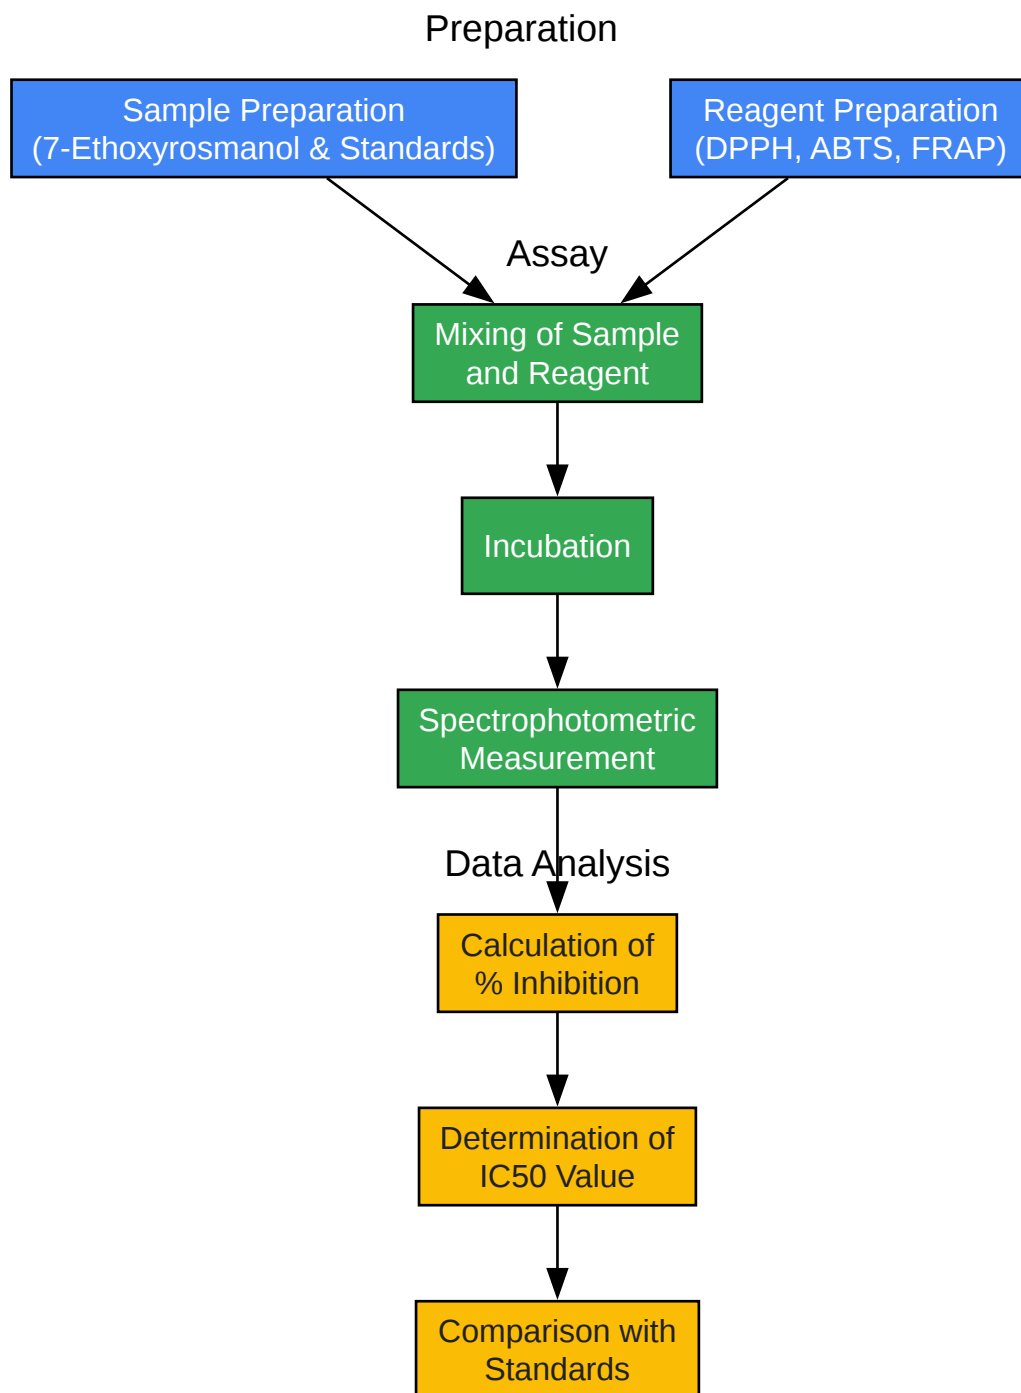 Preparation
Sample Preparation
(7-Ethoxyrosmanol & Standards)
Reagent Preparation
(DPPH, ABTS, FRAP)
Assay
Mixing of Sample
and Reagent
Incubation
Spectrophotometric
Measurement
Data Analysis
Calculation of
% Inhibition
Determination of
IC50 Value
Comparison with
Standards